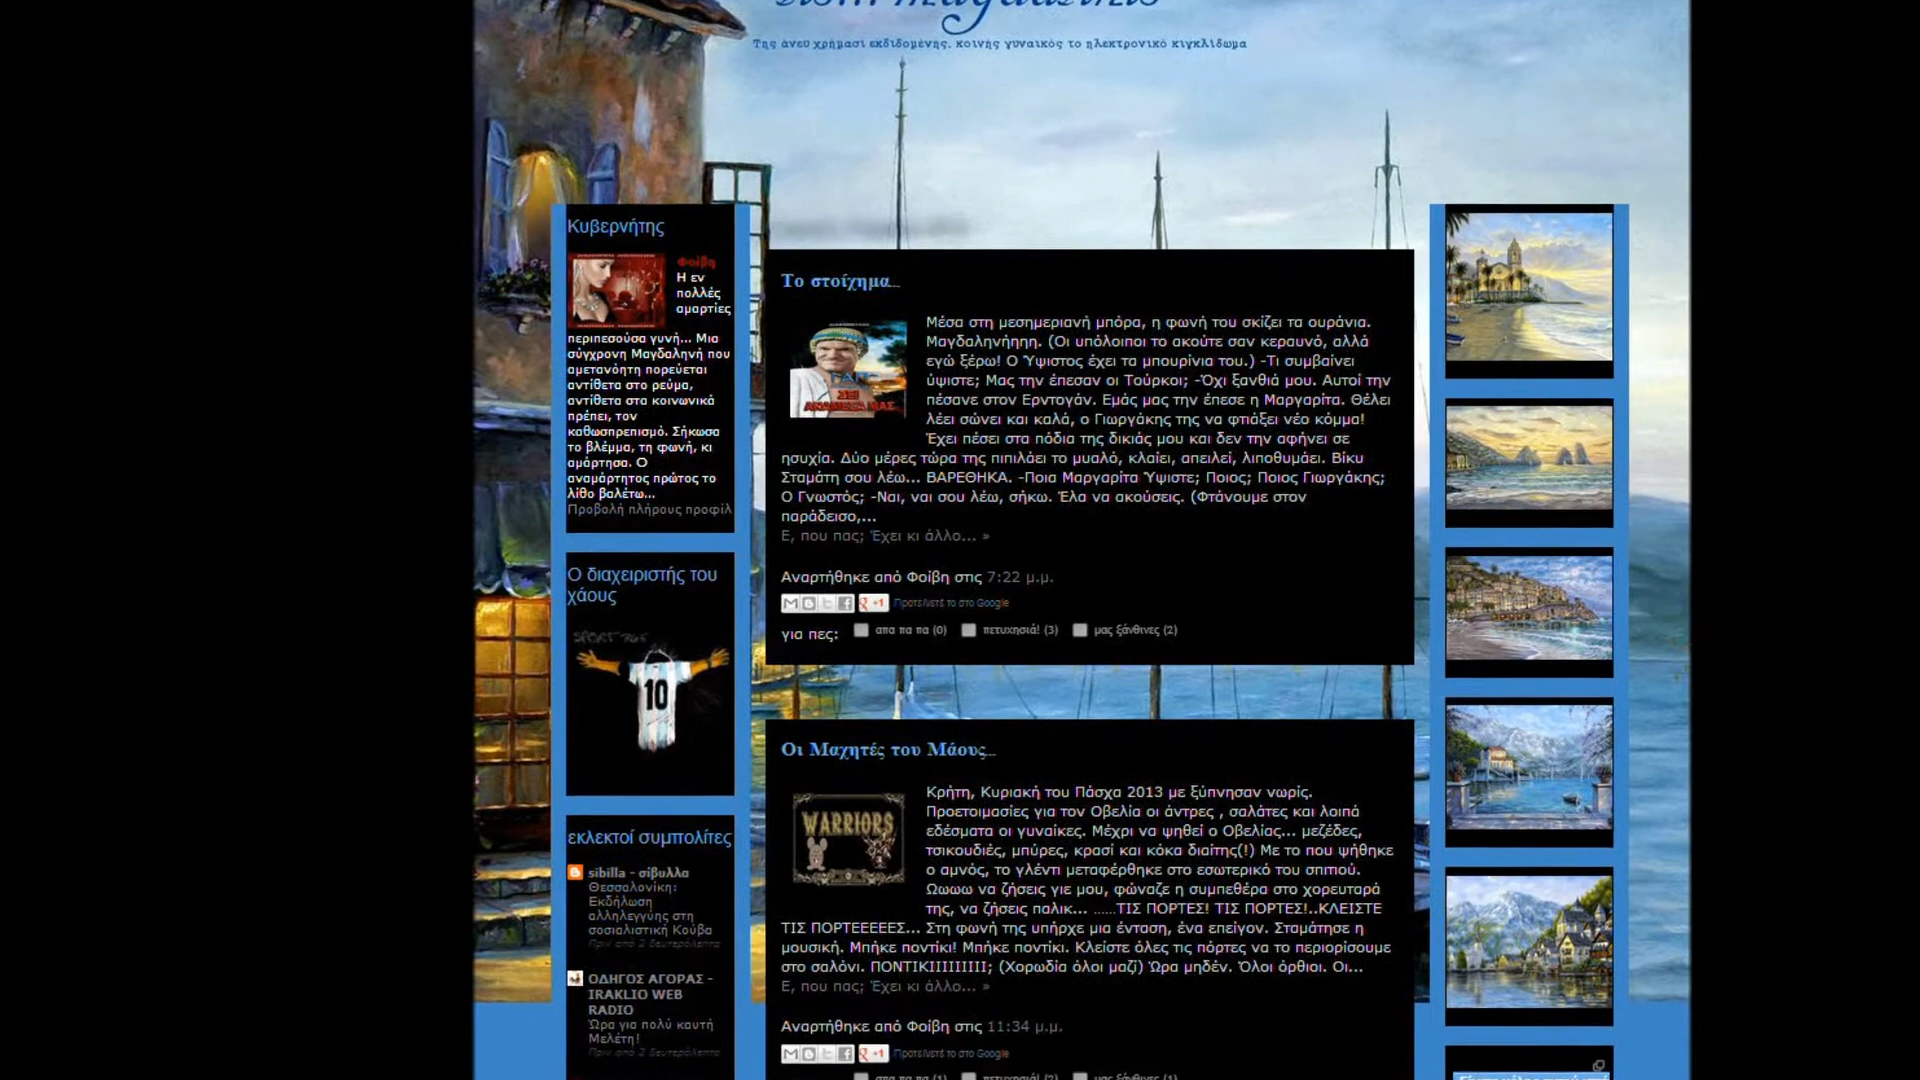 Της άνευ χρήμασι εκδιδομένης, κοινής γυναικός το ηλεκτρονικό κιγκλίδωμα
Κυβερνήτης
Φοίβη
Η εν
πολλές
αμαρτίες
περιπεσούσα γυνή... Μια
σύγχρονη Μαγδαληνή που
αμετανόητη πορεύεται
αντίθετα στο ρεύμα,
αντίθετα στα κοινωνικά
πρέπει, τον
καθωσπρεπισμό. Σήκωσα
το βλέμμα, τη φωνή, κι
αμάρτησα. Ο
αναμάρτητος πρώτος το
λίθο βαλέτω...
Προβολή πλήρους προφίλ
Ο διαχειριστής του
χάους
10
εκλεκτοί συμπολίτες
sibilla - σίβυλλα
Θεσσαλονίκη:
Εκδήλωση
αλληλεγγύης στη
σοσιαλιστική Κούβα
Πριν από 2 δευτερόλεπτα
ΟΔΗΓΟΣ ΑΓΟΡΑΣ -
IRAKLIO WEB
RADIO
Ώρα για πολύ καυτή
Μελέτη!
Πριν από 2 δευτερόλεπτα
Το στοίχημα...
Μέσα στη μεσημεριανή μπόρα, η φωνή του σκίζει τα ουράνια.
Μαγδαληνήηηη. (Οι υπόλοιποι το ακούτε σαν κεραυνό, αλλά
εγώ ξέρω! Ο Ύψιστος έχει τα μπουρίνια του.) -Τι συμβαίνει
ύψιστε; Μας την έπεσαν οι Τούρκοι; -Όχι ξανθιά μου. Αυτοί την
πέσανε στον Ερντογάν. Εμάς μας την έπεσε η Μαργαρίτα. Θέλει
λέει σώνει και καλά, ο Γιωργάκης της να φτιάξει νέο κόμμα!
Έχει πέσει στα πόδια της δικιάς μου και δεν την αφήνει σε
ησυχία. Δύο μέρες τώρα της πιπιλάει το μυαλό, κλαίει, απειλεί, λιποθυμάει. Βίκυ
Σταμάτη σου λέω... ΒΑΡΕΘΗΚΑ. -Ποια Μαργαρίτα Ύψιστε; Ποιος; Ποιος Γιωργάκης;
Ο Γνωστός; -Ναι, ναι σου λέω, σήκω. Έλα να ακούσεις. (Φτάνουμε στον
παράδεισο,...
Ε, που πας; Έχει κι άλλο... »
Αναρτήθηκε από Φοίβη στις 7:22 μ.μ.
+1 Προτείνετέ το στο Google
για πες: απα πα πα (0) πετυχησιά! (3) μας ξάνθινες (2)
Οι Μαχητές του Μάους...
WARRIORS
Κρήτη, Κυριακή του Πάσχα 2013 με ξύπνησαν νωρίς.
Προετοιμασίες για τον Οβελία οι άντρες , σαλάτες και λοιπά
εδέσματα οι γυναίκες. Μέχρι να ψηθεί ο Οβελίας... μεζέδες,
τσικουδιές, μπύρες, κρασί και κόκα διαίτης(!) Με το που ψήθηκε
ο αμνός, το γλέντι μεταφέρθηκε στο εσωτερικό του σπιτιού.
Ωωωω να ζήσεις γιε μου, φώναζε η συμπεθέρα στο χορευταρά
της, να ζήσεις παλικ... ......ΤΙΣ ΠΟΡΤΕΣ! ΤΙΣ ΠΟΡΤΕΣ!..ΚΛΕΙΣΤΕ
ΤΙΣ ΠΟΡΤΕΕΕΕΕΣ... Στη φωνή της υπήρχε μια ένταση, ένα επείγον. Σταμάτησε η
μουσική. Μπήκε ποντίκι! Μπήκε ποντίκι. Κλείστε όλες τις πόρτες να το περιορίσουμε
στο σαλόνι. ΠΟΝΤΙΚΙΙΙΙΙΙΙΙΙ; (Χορωδία όλοι μαζί) Ώρα μηδέν. Όλοι όρθιοι. Οι...
Ε, που πας; Έχει κι άλλο... »
Αναρτήθηκε από Φοίβη στις 11:34 μ.μ.
+1 Προτείνετέ το στο Google
απα πα πα (1) πετυχησιά! (2) μας ξάνθινες (1)